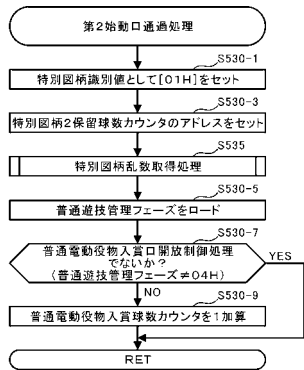 第2始動口通過処理
S530-1
特別図柄識別値として[01H]をセット
S530-3
特別図柄2保留球数カウンタのアドレスをセット
S535
特別図柄乱数取得処理
S530-5
普通遊技管理フェーズをロード
S530-7
普通電動役物入賞口開放制御処理
でないか?
(普通遊技管理フェーズ≠04H)
YES
NO
S530-9
普通電動役物入賞球数カウンタを1加算
RET